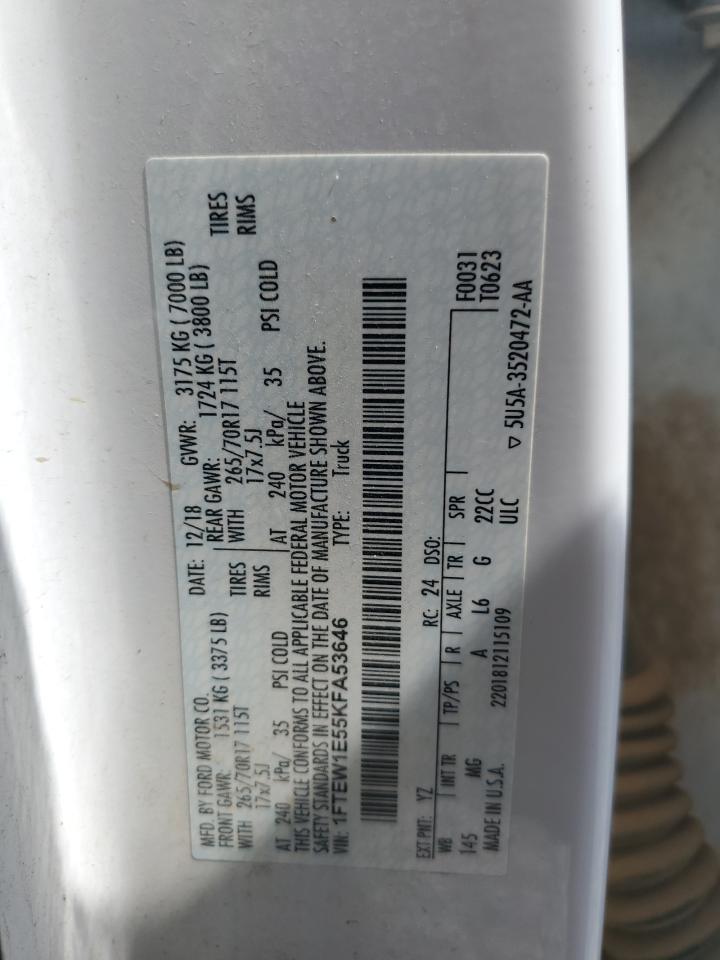 MFD. BY FORD MOTOR CO.
DATE: 12/18 GVWR: 3175 KG ( 7000 LB)
FRONT GAWR: 1531 KG ( 3375 LB) REAR GAWR: 1724 KG ( 3800 LB)
WITH 265/70R17 115T TIRES WITH 265/70R17 115T TIRES
17x7.5J RIMS 17x7.5J RIMS
AT 240 kPa/ 35 PSI COLD AT 240 kPa/ 35 PSI COLD
THIS VEHICLE CONFORMS TO ALL APPLICABLE FEDERAL MOTOR VEHICLE
SAFETY STANDARDS IN EFFECT ON THE DATE OF MANUFACTURE SHOWN ABOVE.
VIN: 1FTEW1E55KFA53646 TYPE: Truck
EXT PNT: YZ RC: 24 DSO: F0031
WB INT TR TP/PS R AXLE TR SPR T0623
145 MG A L6 G 22CC
MADE IN U.S.A. 2201812115109 ULC
▽ 5U5A-3520472-AA